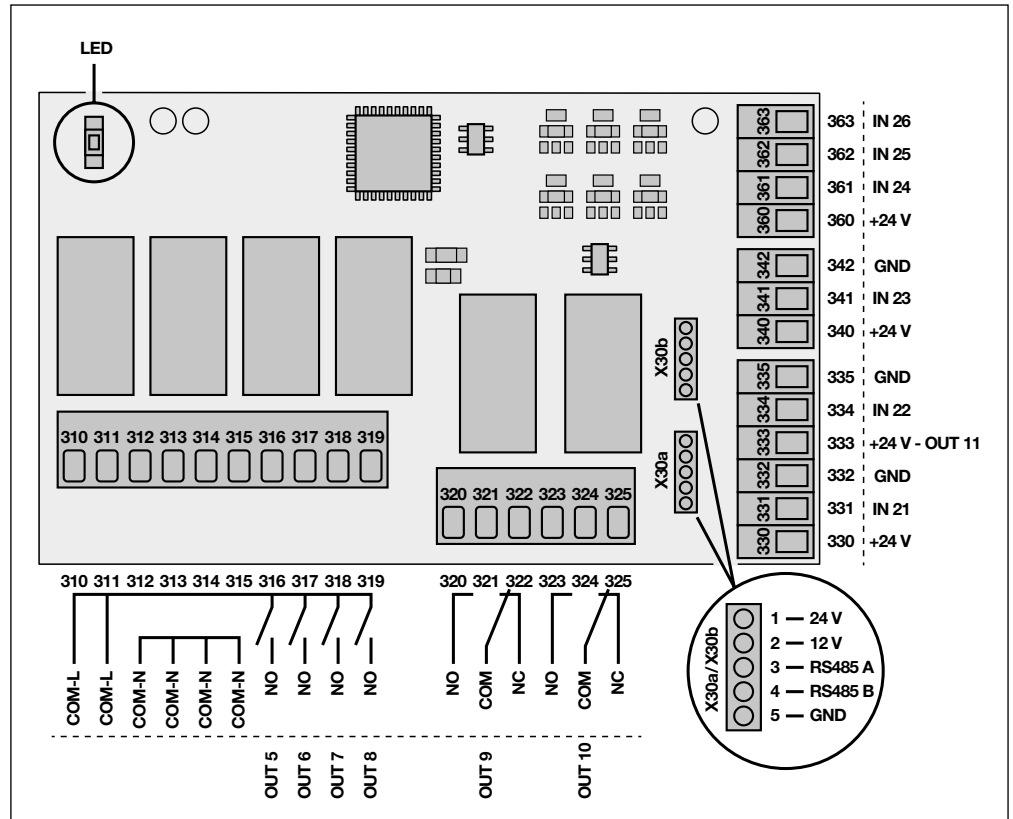 LED
363 363 IN 26
362 362 IN 25
361 361 IN 24
360 360 +24 V
342 342 GND
341 341 IN 23
340 340 +24 V
X30b
335 335 GND
334 334 IN 22
333 333 +24 V - OUT 11
332 332 GND
331 331 IN 21
330 330 +24 V
X30a
310 311 312 313 314 315 316 317 318 319
320 321 322 323 324 325
310 311 312 313 314 315 316 317 318 319
320 321 322 323 324 325
COM-L COM-L COM-N COM-N COM-N COM-N NO NO NO NO
NO COM NC NO COM NC
OUT 5 OUT 6 OUT 7 OUT 8 OUT 9 OUT 10
X30a/X30b
1 — 24 V
2 — 12 V
3 — RS485 A
4 — RS485 B
5 — GND